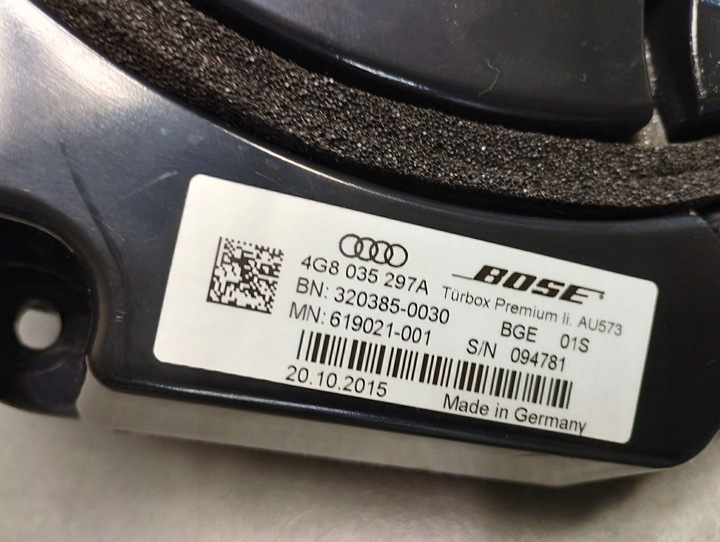 4G8 035 297A
BN: 320385-0030
MN: 619021-001
BOSE
Türbox Premium li. AU573
BGE 01S
S/N 094781
20.10.2015
Made in Germany